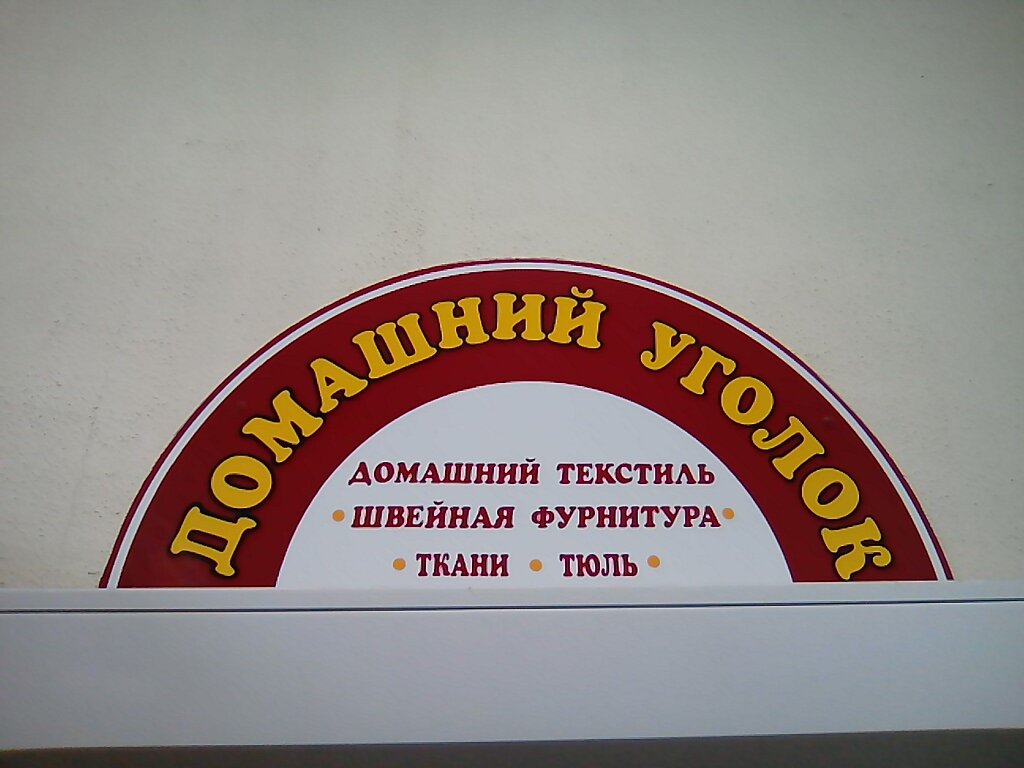 ДОМАШНИЙ УГОЛОК
ДОМАШНИЙ ТЕКСТИЛЬ
• ШВЕЙНАЯ ФУРНИТУРА •
• ТКАНИ • ТЮЛЬ •